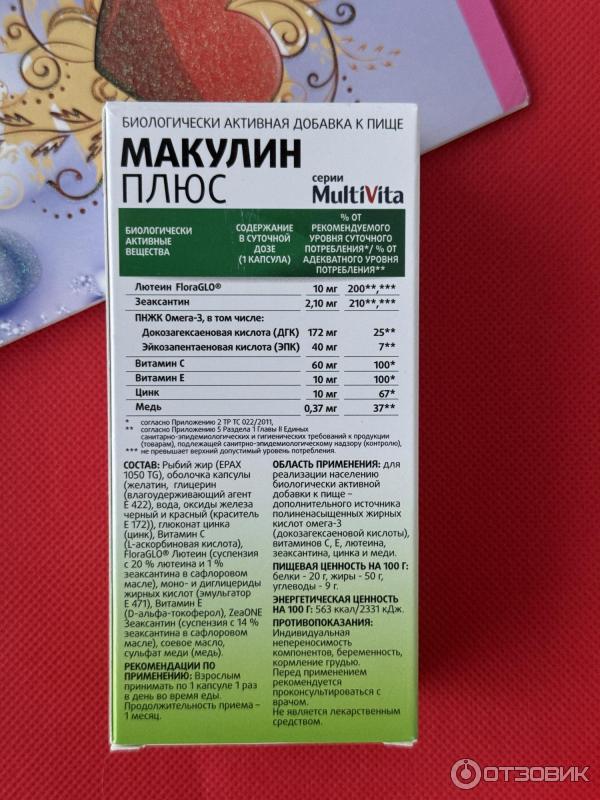 БИОЛОГИЧЕСКИ АКТИВНАЯ ДОБАВКА К ПИЩЕ
МАКУЛИН
ПЛЮС
серии
MultiVita
БИОЛОГИЧЕСКИ
АКТИВНЫЕ
ВЕЩЕСТВА
СОДЕРЖАНИЕ
В СУТОЧНОЙ
ДОЗЕ
(1 КАПСУЛА)
% ОТ
РЕКОМЕНДУЕМОГО
УРОВНЯ СУТОЧНОГО
ПОТРЕБЛЕНИЯ*/ % ОТ
АДЕКВАТНОГО УРОВНЯ
ПОТРЕБЛЕНИЯ**
Лютеин FloraGLO® 10 мг 200**,***
Зеаксантин 2,10 мг 210**,***
ПНЖК Омега-3, в том числе:
Докозагексаеновая кислота (ДГК) 172 мг 25**
Эйкозапентаеновая кислота (ЭПК) 40 мг 7**
Витамин С 60 мг 100*
Витамин Е 10 мг 100*
Цинк 10 мг 67*
Медь 0,37 мг 37**
* согласно Приложению 2 ТР ТС 022/2011,
** согласно Приложению 5 Раздела 1 Главы II Единых
санитарно-эпидемиологических и гигиенических требований к продукции
(товарам), подлежащей санитарно-эпидемиологическому надзору (контролю),
*** не превышает верхний допустимый уровень потребления.
СОСТАВ: Рыбий жир (EPAX
1050 TG), оболочка капсулы
(желатин, глицерин
(влагоудерживающий агент
Е 422), вода, оксиды железа
черный и красный (краситель
Е 172)), глюконат цинка
(цинк), Витамин С
(L-аскорбиновая кислота),
FloraGLO® Лютеин (суспензия
с 20 % лютеина и 1 %
зеаксантина в сафлоровом
масле), моно- и диглицериды
жирных кислот (эмульгатор
Е 471), Витамин Е
(D-альфа-токоферол), ZeaONE
Зеаксантин (суспензия с 14 %
зеаксантина в сафлоровом
масле), соевое масло,
сульфат меди (медь).
РЕКОМЕНДАЦИИ ПО
ПРИМЕНЕНИЮ: Взрослым
принимать по 1 капсуле 1 раз
в день во время еды.
Продолжительность приема –
1 месяц.
ОБЛАСТЬ ПРИМЕНЕНИЯ: для
реализации населению
биологически активной
добавки к пище –
дополнительного источника
полиненасыщенных жирных
кислот омега-3
(докозагексаеновой кислоты),
витаминов С, Е, лютеина,
зеаксантина, цинка и меди.
ПИЩЕВАЯ ЦЕННОСТЬ НА 100 Г:
белки - 20 г, жиры - 50 г,
углеводы - 9 г.
ЭНЕРГЕТИЧЕСКАЯ ЦЕННОСТЬ
НА 100 Г: 563 ккал/2331 кДж.
ПРОТИВОПОКАЗАНИЯ:
Индивидуальная
непереносимость
компонентов, беременность,
кормление грудью.
Перед применением
рекомендуется
проконсультироваться с
врачом.
Не является лекарственным
средством.
ОТЗОВИК